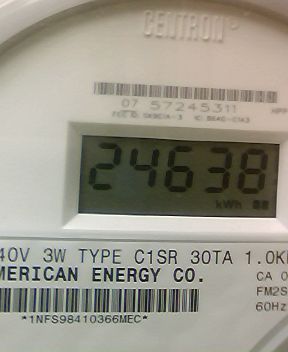 CENTRON
07 57245311
24638
kWh
40V 3W TYPE C1SR 30TA 1.0K
MERICAN ENERGY CO.
CA 0
FM2S
60Hz
*1NFS98410366MEC*